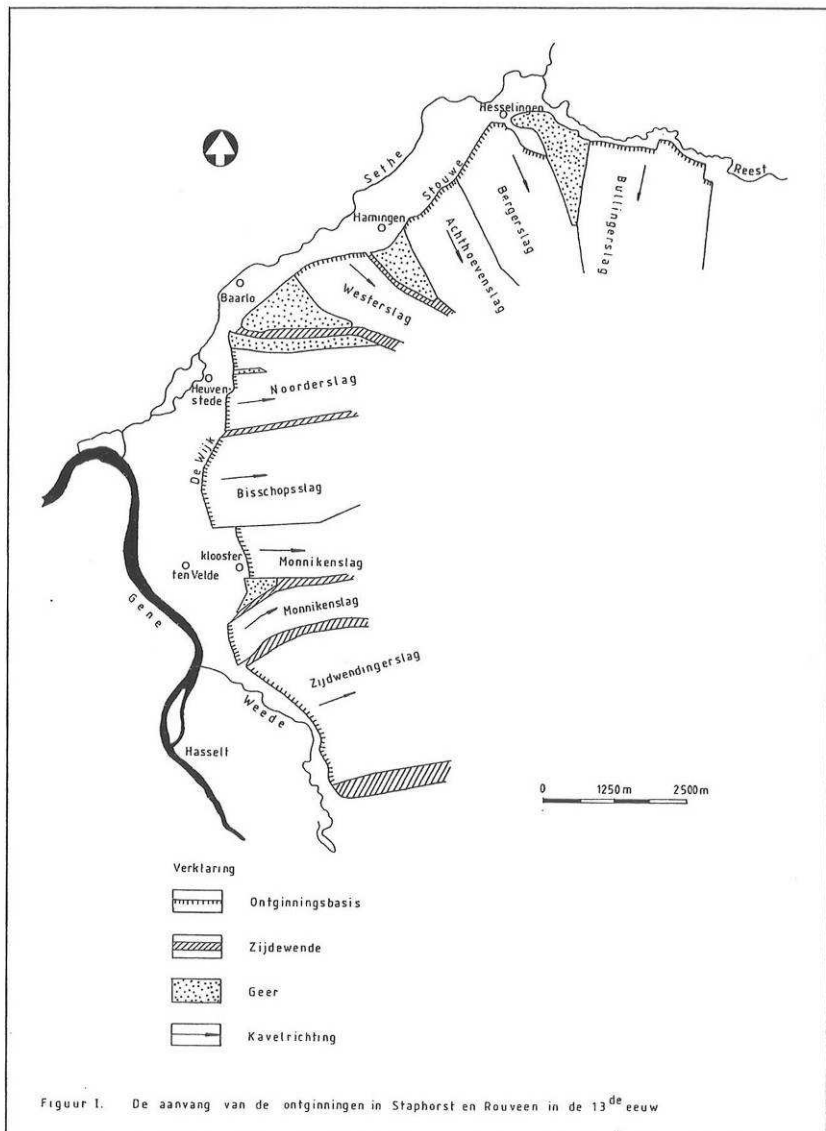 Hesselingen
Reest
Sethe
Stouwe
Hamingen
Bullingerslag
Bergerslag
Achthoevenslag
Baarlo
Westerslag
Heuven-
stede
Noorderslag
De Wijk
Bisschopsslag
klooster
ten Velde
Monnikenslag
Monnikenslag
Gene
Zijdwendingerslag
Weede
Hasselt
0 1250 m 2500 m
Verklaring
Ontginningsbasis
Zijdewende
Geer
Kavelrichting
Figuur I. De aanvang van de ontginningen in Staphorst en Rouveen in de 13de eeuw